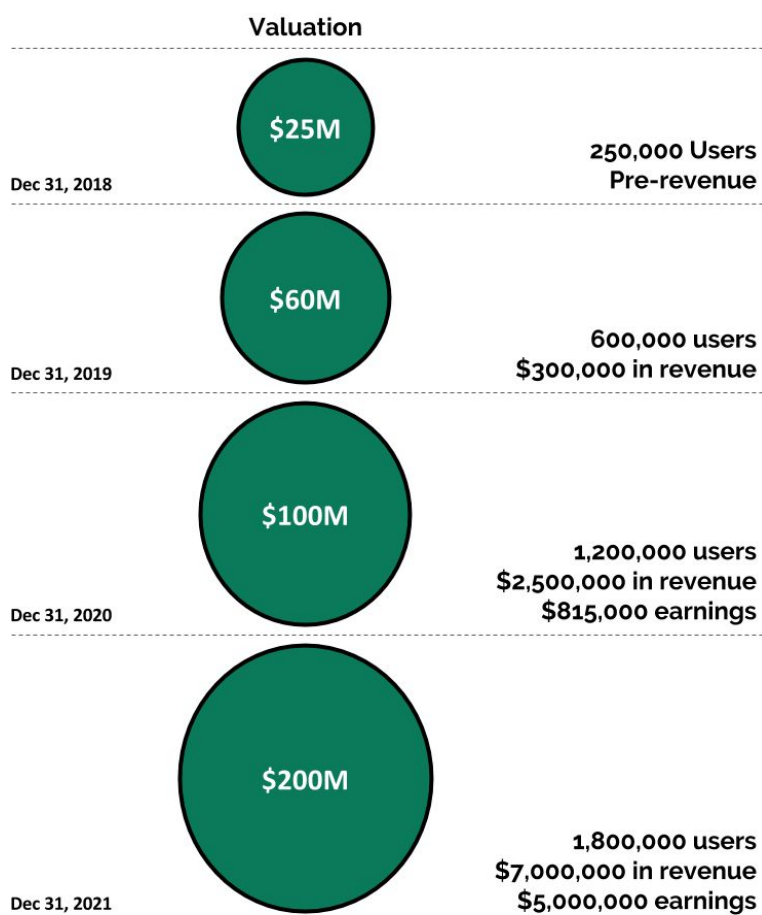 Valuation
$25M
250,000 Users
Pre-revenue
Dec 31, 2018
$60M
600,000 users
$300,000 in revenue
Dec 31, 2019
$100M
1,200,000 users
$2,500,000 in revenue
$815,000 earnings
Dec 31, 2020
$200M
1,800,000 users
$7,000,000 in revenue
$5,000,000 earnings
Dec 31, 2021